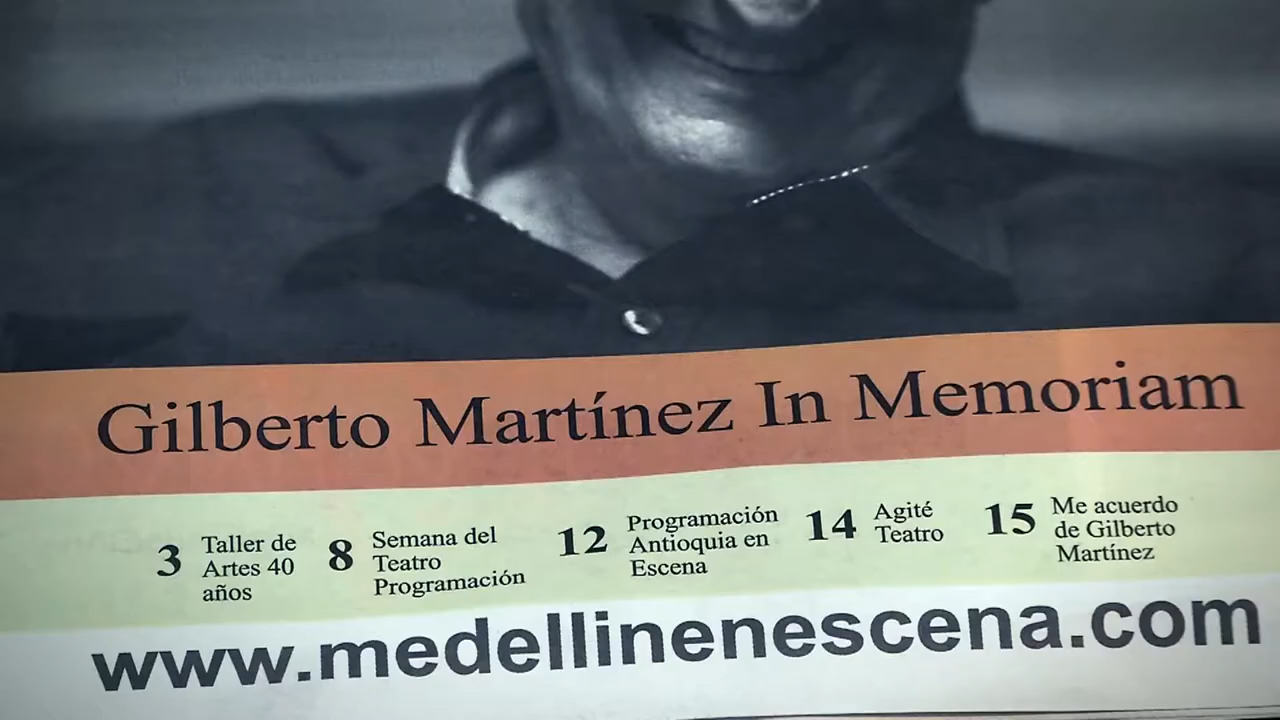 Gilberto Martínez In Memoriam
3 Taller de
Artes 40
años
8 Semana del
Teatro
Programación
12 Programación
Antioquia en
Escena
14 Agité
Teatro
15 Me acuerdo
de Gilberto
Martínez
www.medellinenescena.com